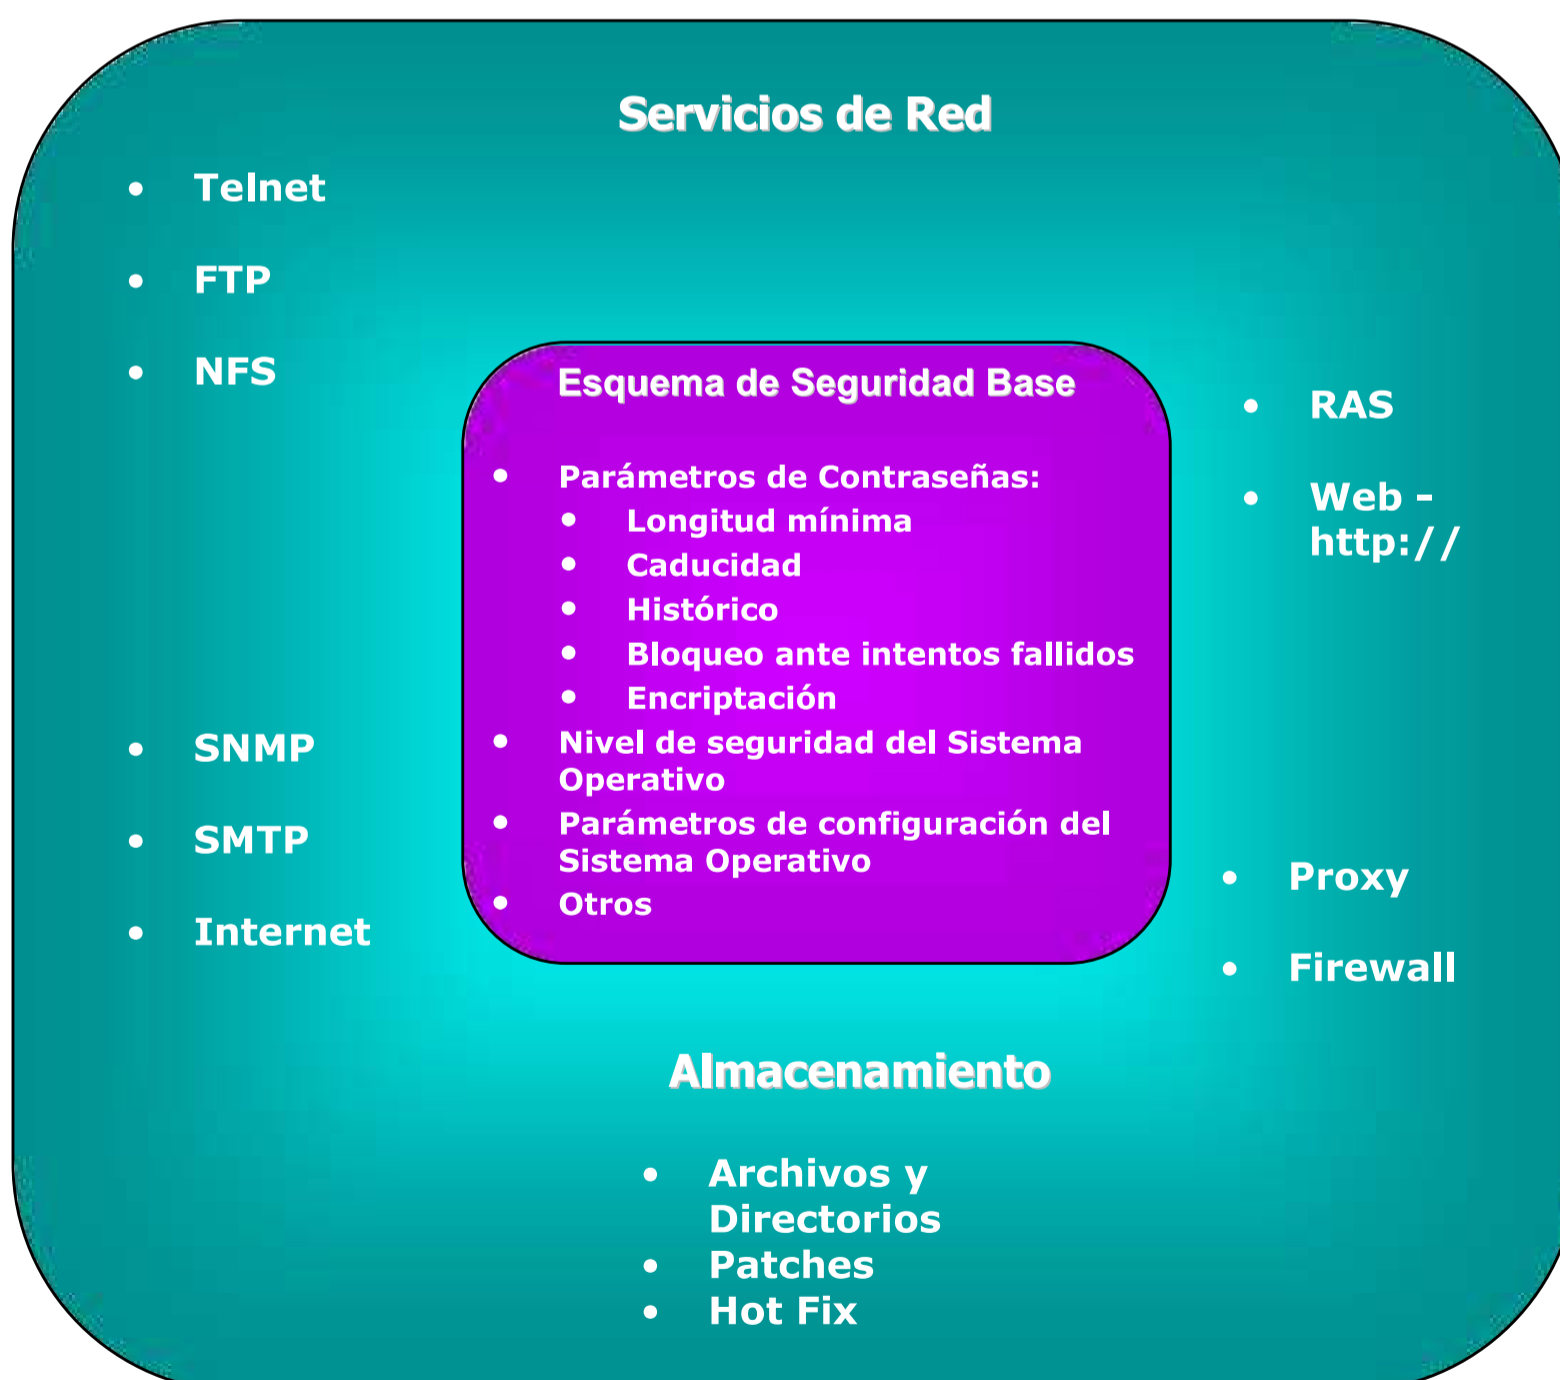 Servicios de Red
• Telnet
• FTP
• NFS
• SNMP
• SMTP
• Internet
Esquema de Seguridad Base
• Parámetros de Contraseñas:
• Longitud mínima
• Caducidad
• Histórico
• Bloqueo ante intentos fallidos
• Encriptación
• Nivel de seguridad del Sistema
Operativo
• Parámetros de configuración del
Sistema Operativo
• Otros
• RAS
• Web –
http://
• Proxy
• Firewall
Almacenamiento
• Archivos y
Directorios
• Patches
• Hot Fix